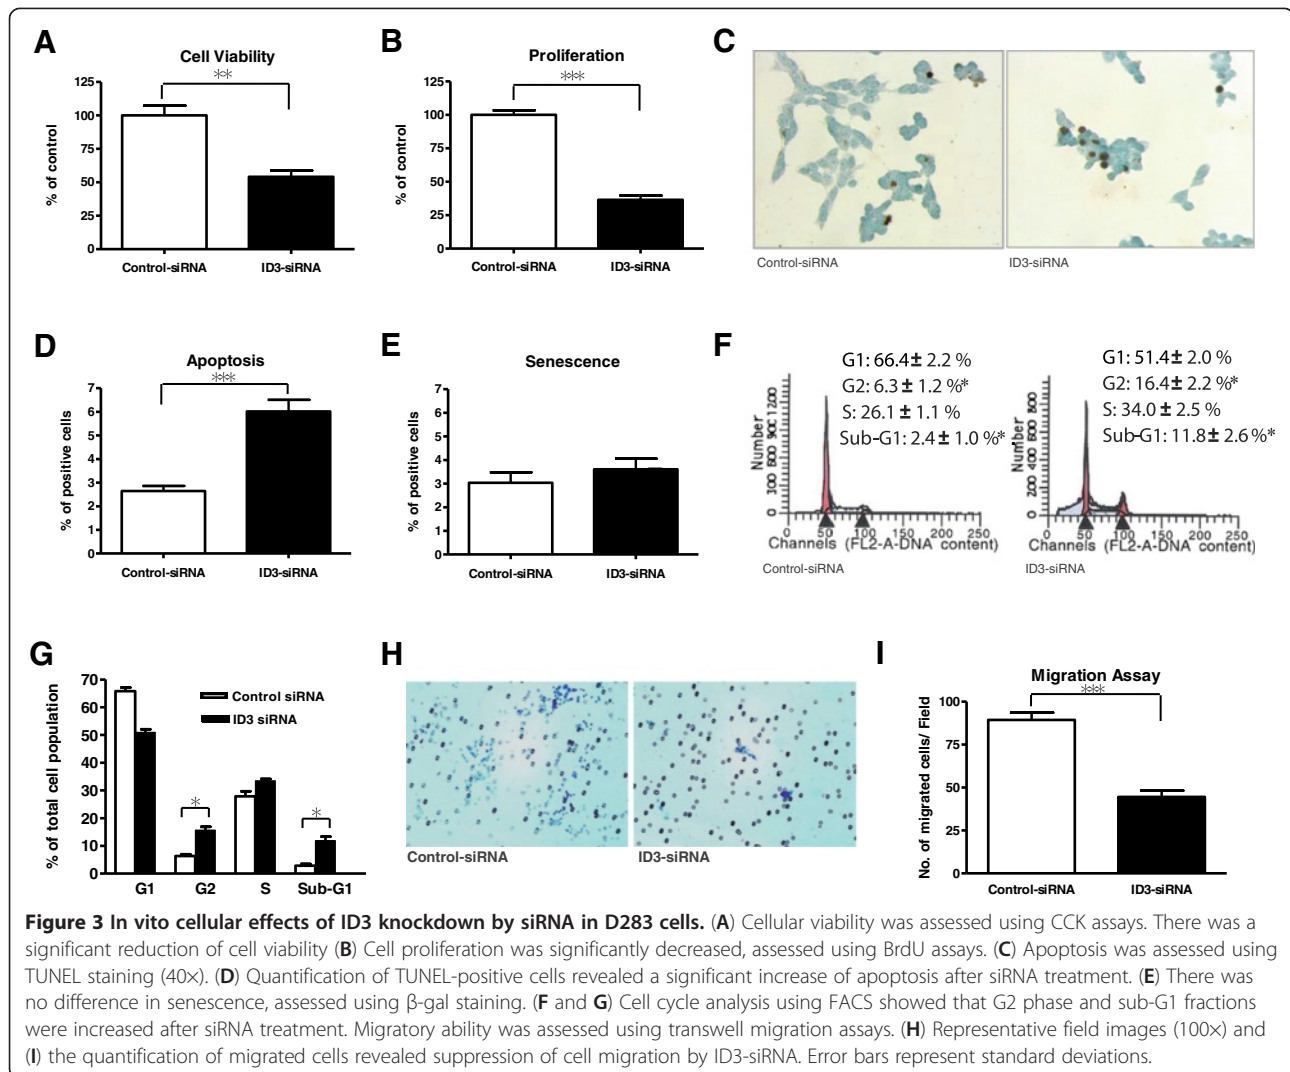 A
Cell Viability
**
% of control
125
100
75
50
25
0
Control-siRNA
ID3-siRNA
B
Proliferation
***
% of control
125
100
75
50
25
0
Control-siRNA
ID3-siRNA
C
Control-siRNA
ID3-siRNA
D
Apoptosis
***
% of positive cells
7
6
5
4
3
2
1
0
Control-siRNA
ID3-siRNA
E
Senescence
% of positive cells
7
6
5
4
3
2
1
0
Control-siRNA
ID3-siRNA
F
G1: 66.4± 2.2 %
G2: 6.3 ± 1.2 %*
S: 26.1 ± 1.1 %
Sub-G1: 2.4 ± 1.0 %*
Number
0 300 600 900 1200
0 50 100 150 200 250
Channels (FL2-A-DNA content)
Control-siRNA
G1: 51.4± 2.0 %
G2: 16.4 ± 2.2 %*
S: 34.0 ± 2.5 %
Sub-G1: 11.8± 2.6 %*
Number
0 200 400 600 800
0 50 100 150 200 250
Channels (FL2-A-DNA content)
ID3-siRNA
G
% of total cell population
70
60
50
40
30
20
10
0
Control siRNA
ID3 siRNA
*
*
G1 G2 S Sub-G1
H
Control-siRNA
ID3-siRNA
I
Migration Assay
***
No. of migrated cells/ Field
100
75
50
25
0
Control-siRNA
ID3-siRNA
Figure 3 In vitro cellular effects of ID3 knockdown by siRNA in D283 cells. (A) Cellular viability was assessed using CCK assays. There was a
significant reduction of cell viability (B) Cell proliferation was significantly decreased, assessed using BrdU assays. (C) Apoptosis was assessed using
TUNEL staining (40×). (D) Quantification of TUNEL-positive cells revealed a significant increase of apoptosis after siRNA treatment. (E) There was
no difference in senescence, assessed using β-gal staining. (F and G) Cell cycle analysis using FACS showed that G2 phase and sub-G1 fractions
were increased after siRNA treatment. Migratory ability was assessed using transwell migration assays. (H) Representative field images (100×) and
(I) the quantification of migrated cells revealed suppression of cell migration by ID3-siRNA. Error bars represent standard deviations.